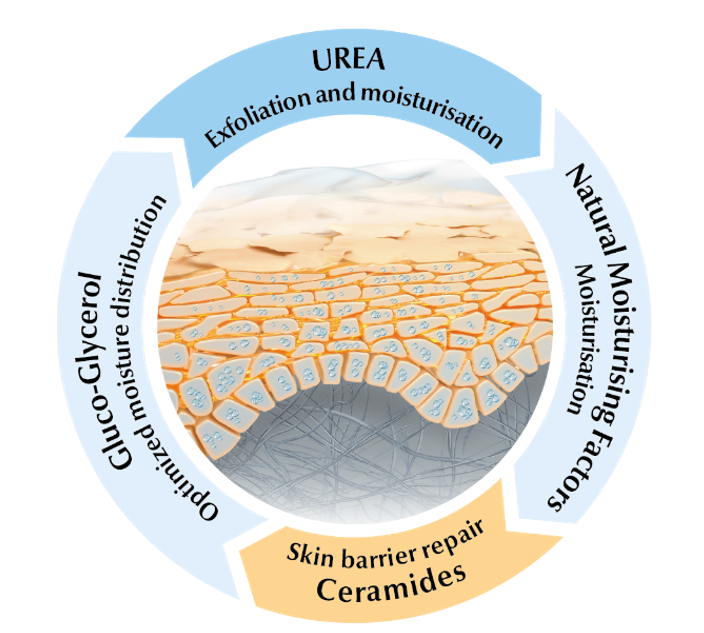 UREA
Exfoliation and moisturisation
Natural Moisturising Factors
Moisturisation
Skin barrier repair
Ceramides
Gluco-Glycerol
Optimized moisture distribution